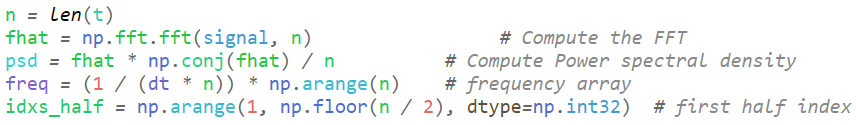 n = len(t)
fhat = np.fft.fft(signal, n) # Compute the FFT
psd = fhat * np.conj(fhat) / n # Compute Power spectral density
freq = (1 / (dt * n)) * np.arange(n) # frequency array
idxs_half = np.arange(1, np.floor(n / 2), dtype=np.int32) # first half index